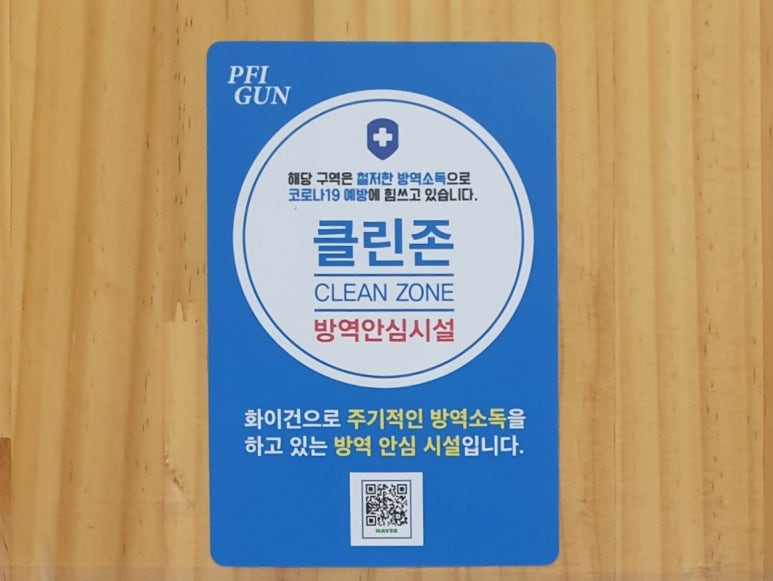 PFI
GUN
해당 구역은 철저한 방역소독으로
코로나19 예방에 힘쓰고 있습니다.
클린존
CLEAN ZONE
방역안심시설
화이건으로 주기적인 방역소독을
하고 있는 방역 안심 시설입니다.
NAVER